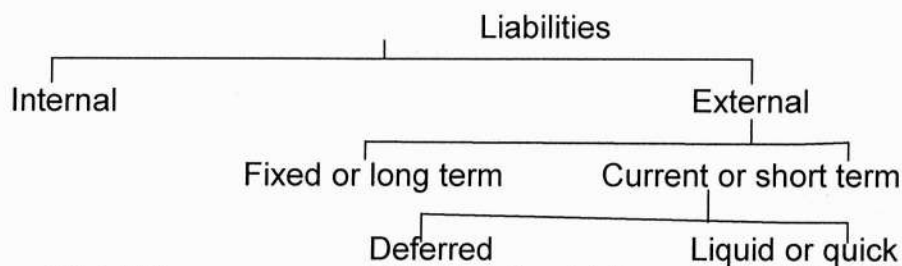 Liabilities
Internal External
Fixed or long term Current or short term
Deferred Liquid or quick